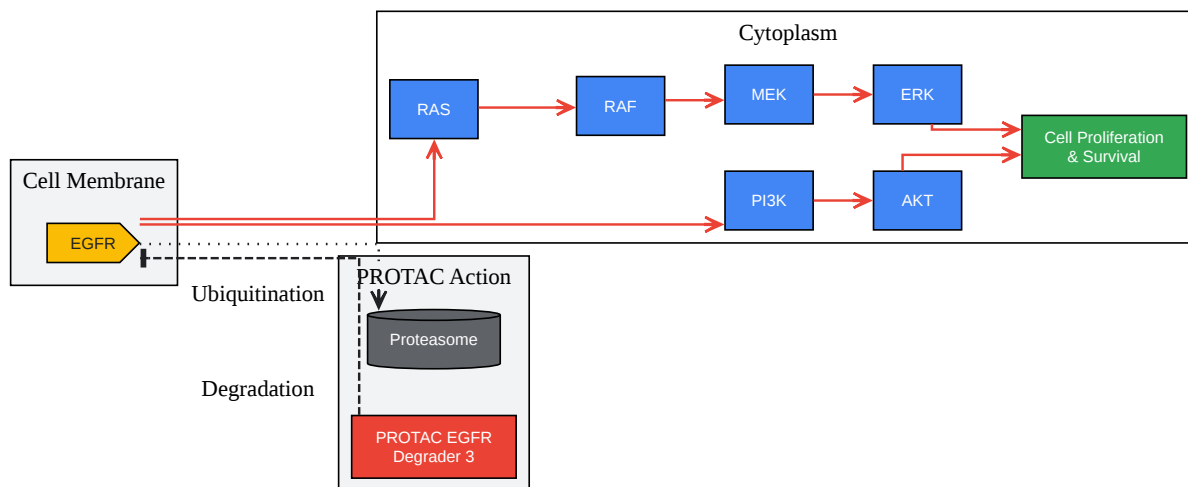 Cytoplasm
RAS
RAF
MEK
ERK
Cell Proliferation
& Survival
Cell Membrane
EGFR
PI3K
AKT
PROTAC Action
Ubiquitination
Proteasome
Degradation
PROTAC EGFR
Degrader 3